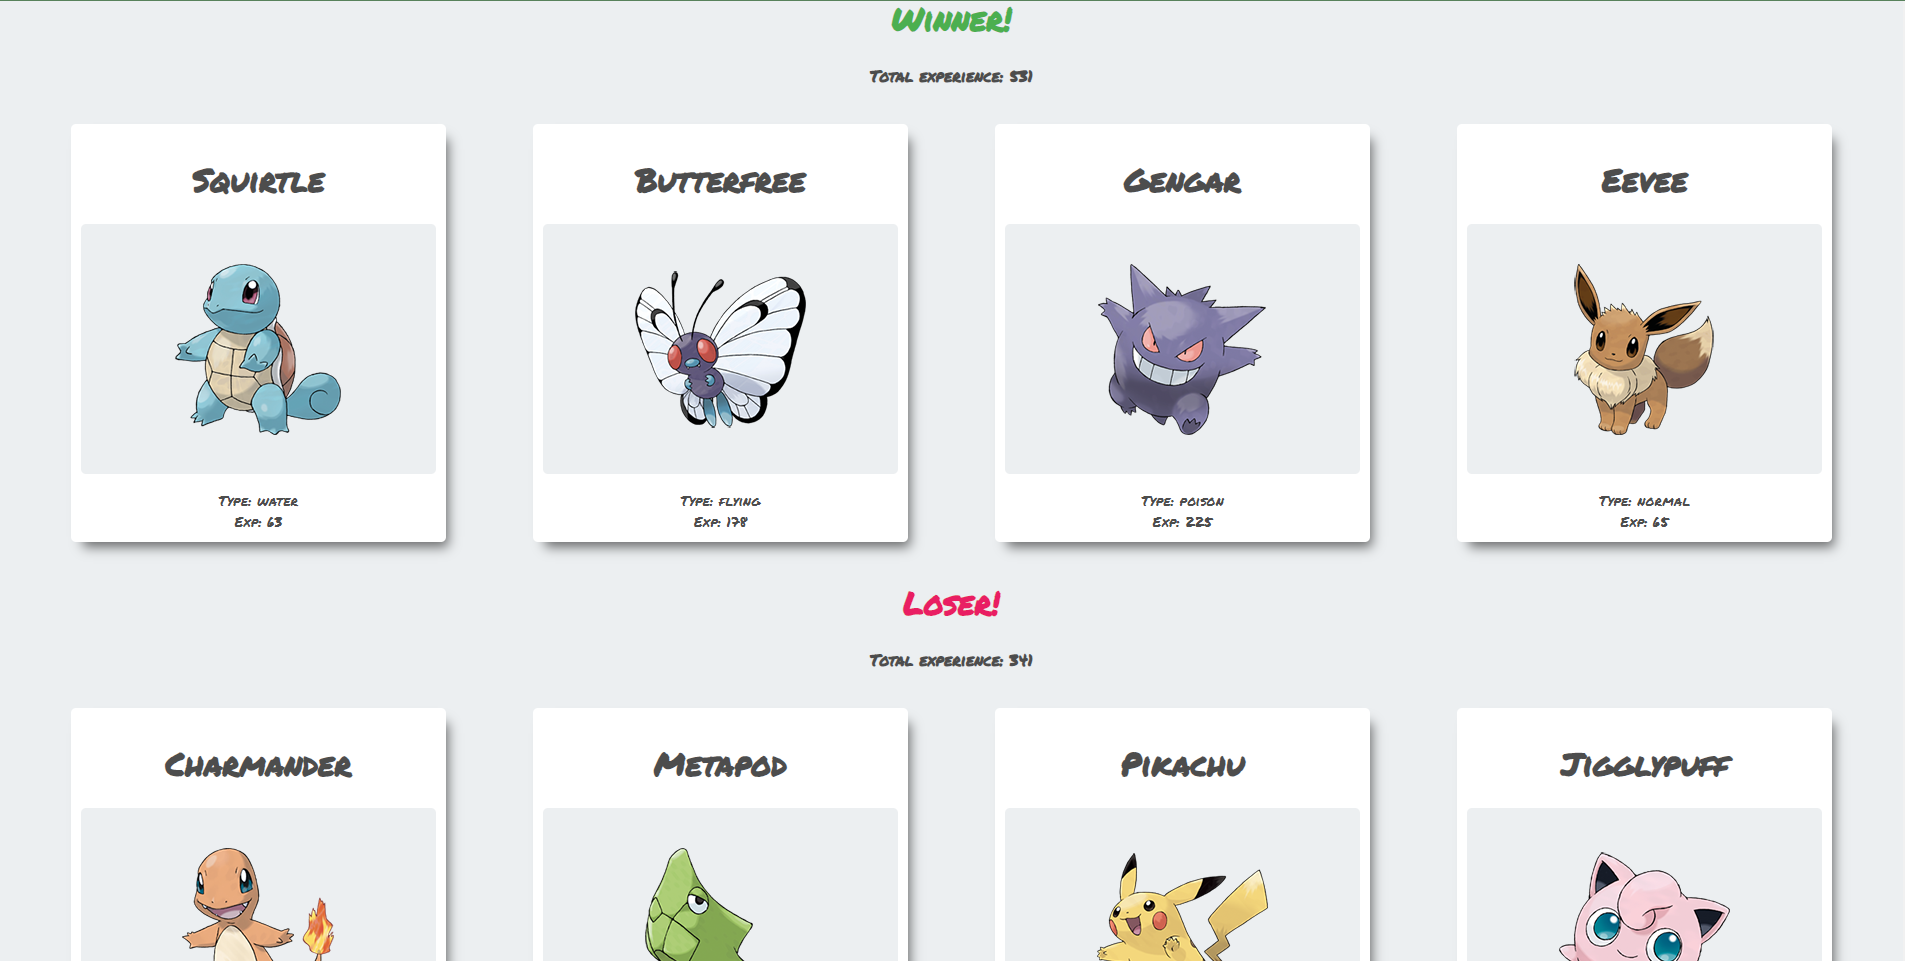 Winner!
Total experience: 531
Squirtle
Butterfree
Gengar
Eevee
Type: water
Exp: 63
Type: flying
Exp: 178
Type: poison
Exp: 225
Type: normal
Exp: 65
Loser!
Total experience: 341
Charmander
Metapod
Pikachu
Jigglypuff